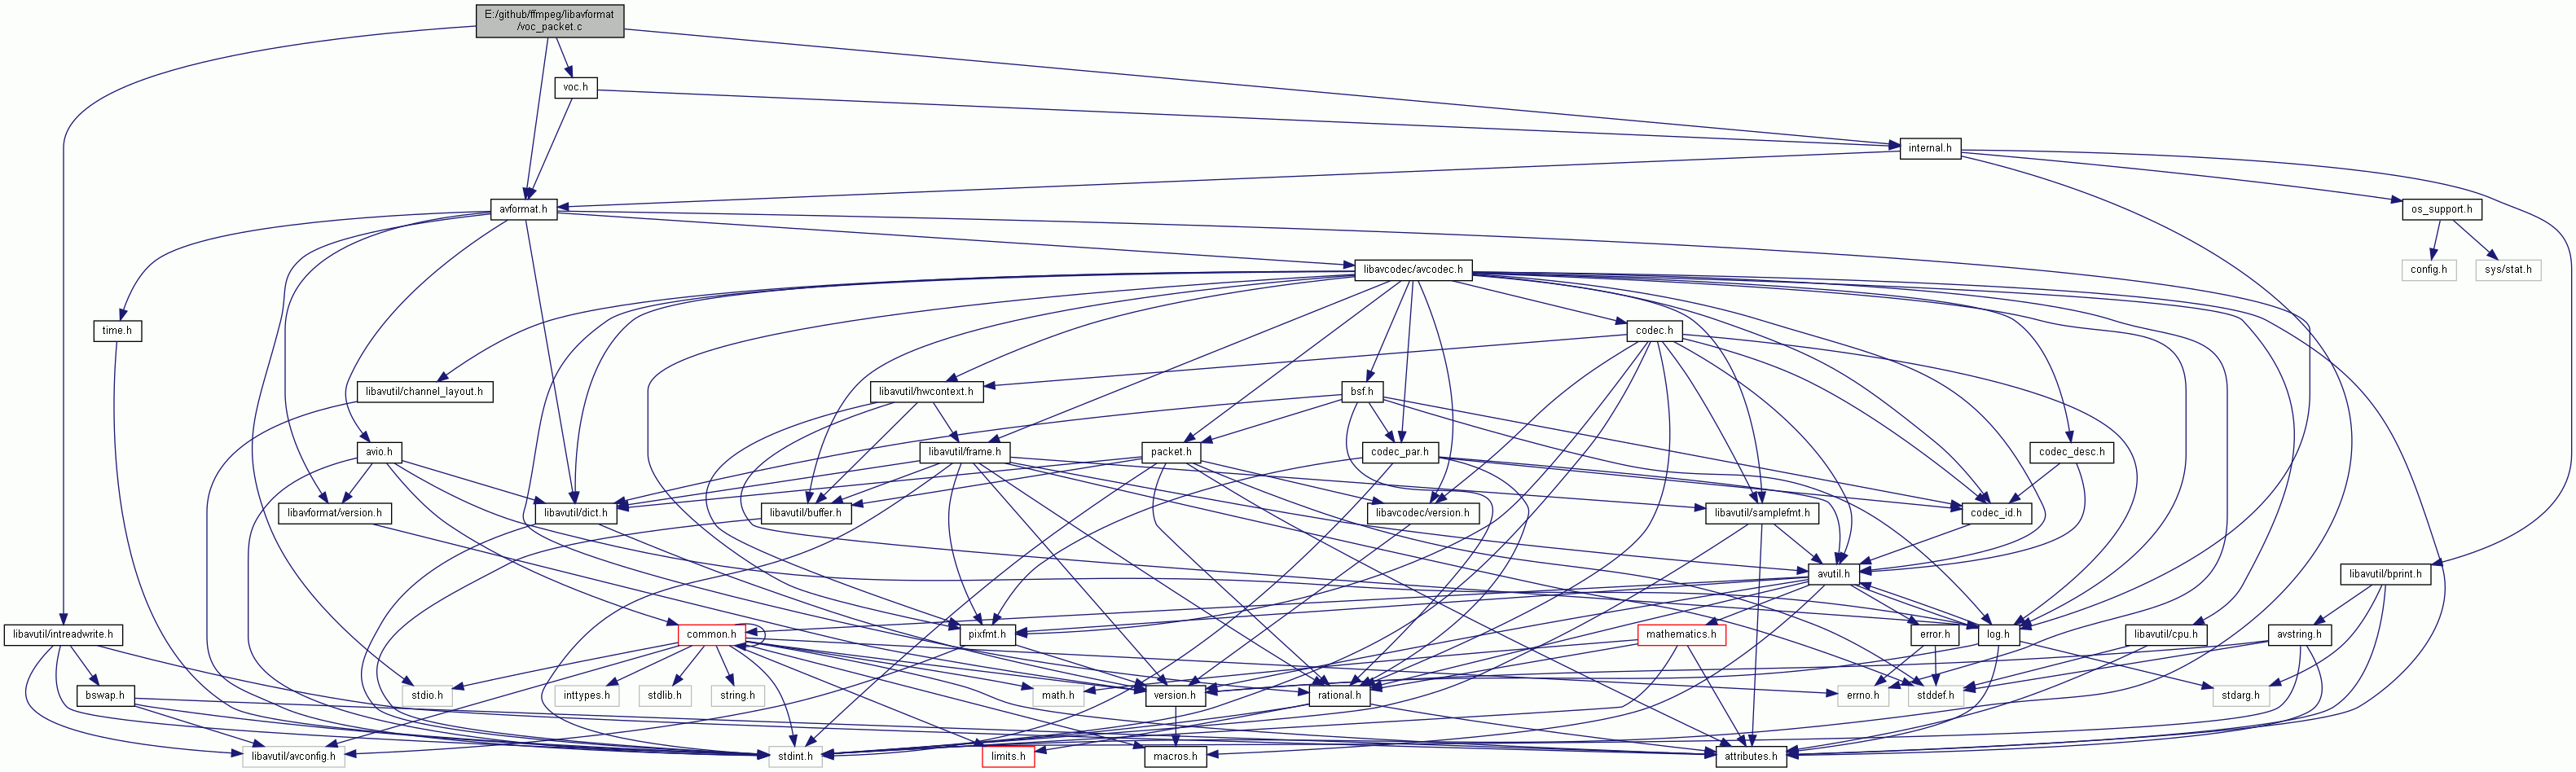 E:/github/ffmpeg/libavformat
/voc_packet.c
voc.h
internal.h
avformat.h
os_support.h
libavcodec/avcodec.h
config.h
sys/stat.h
time.h
codec.h
libavutil/channel_layout.h
libavutil/hwcontext.h
bsf.h
avio.h
libavutil/frame.h
packet.h
codec_par.h
codec_desc.h
libavformat/version.h
libavutil/dict.h
libavutil/buffer.h
libavcodec/version.h
libavutil/samplefmt.h
codec_id.h
avutil.h
libavutil/bprint.h
libavutil/intreadwrite.h
common.h
pixfmt.h
mathematics.h
error.h
log.h
libavutil/cpu.h
avstring.h
bswap.h
stdio.h
inttypes.h
stdlib.h
string.h
math.h
version.h
rational.h
errno.h
stddef.h
stdarg.h
libavutil/avconfig.h
stdint.h
limits.h
macros.h
attributes.h